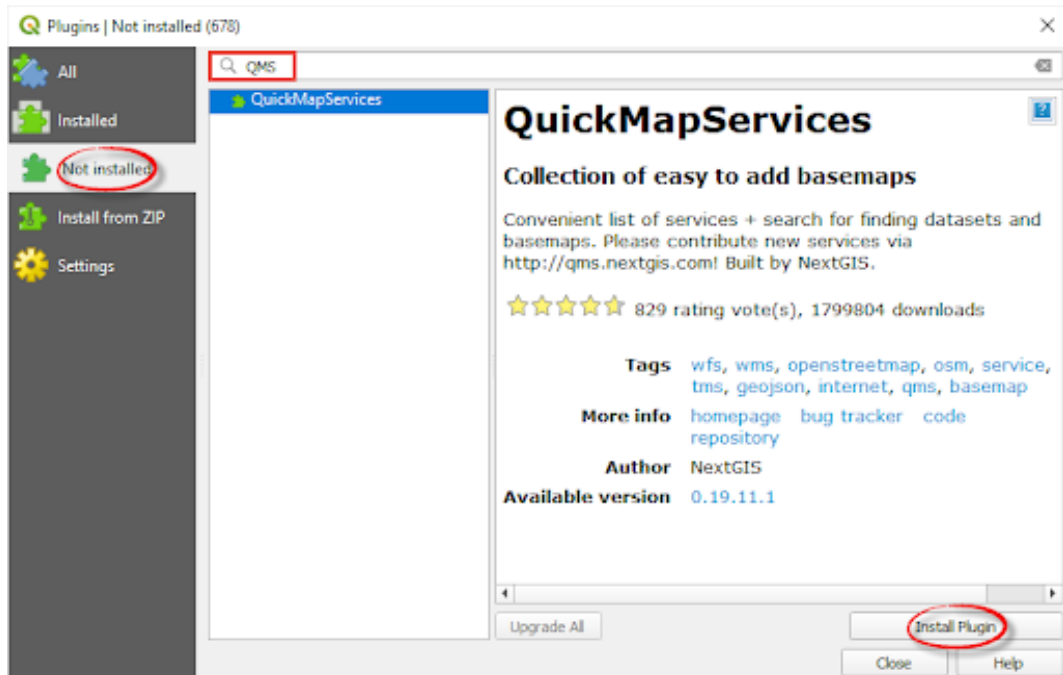 Plugins | Not installed (678)
All
Installed
Not installed
Install from ZIP
Settings
QMS
QuickMapServices
QuickMapServices
Collection of easy to add basemaps
Convenient list of services + search for finding datasets and
basemaps. Please contribute new services via
http://qms.nextgis.com! Built by NextGIS.
829 rating vote(s), 1799804 downloads
Tags wfs, wms, openstreetmap, osm, service,
tms, geojson, internet, qms, basemap
More info homepage bug tracker code
repository
Author NextGIS
Available version 0.19.11.1
Upgrade All
Install Plugin
Close
Help